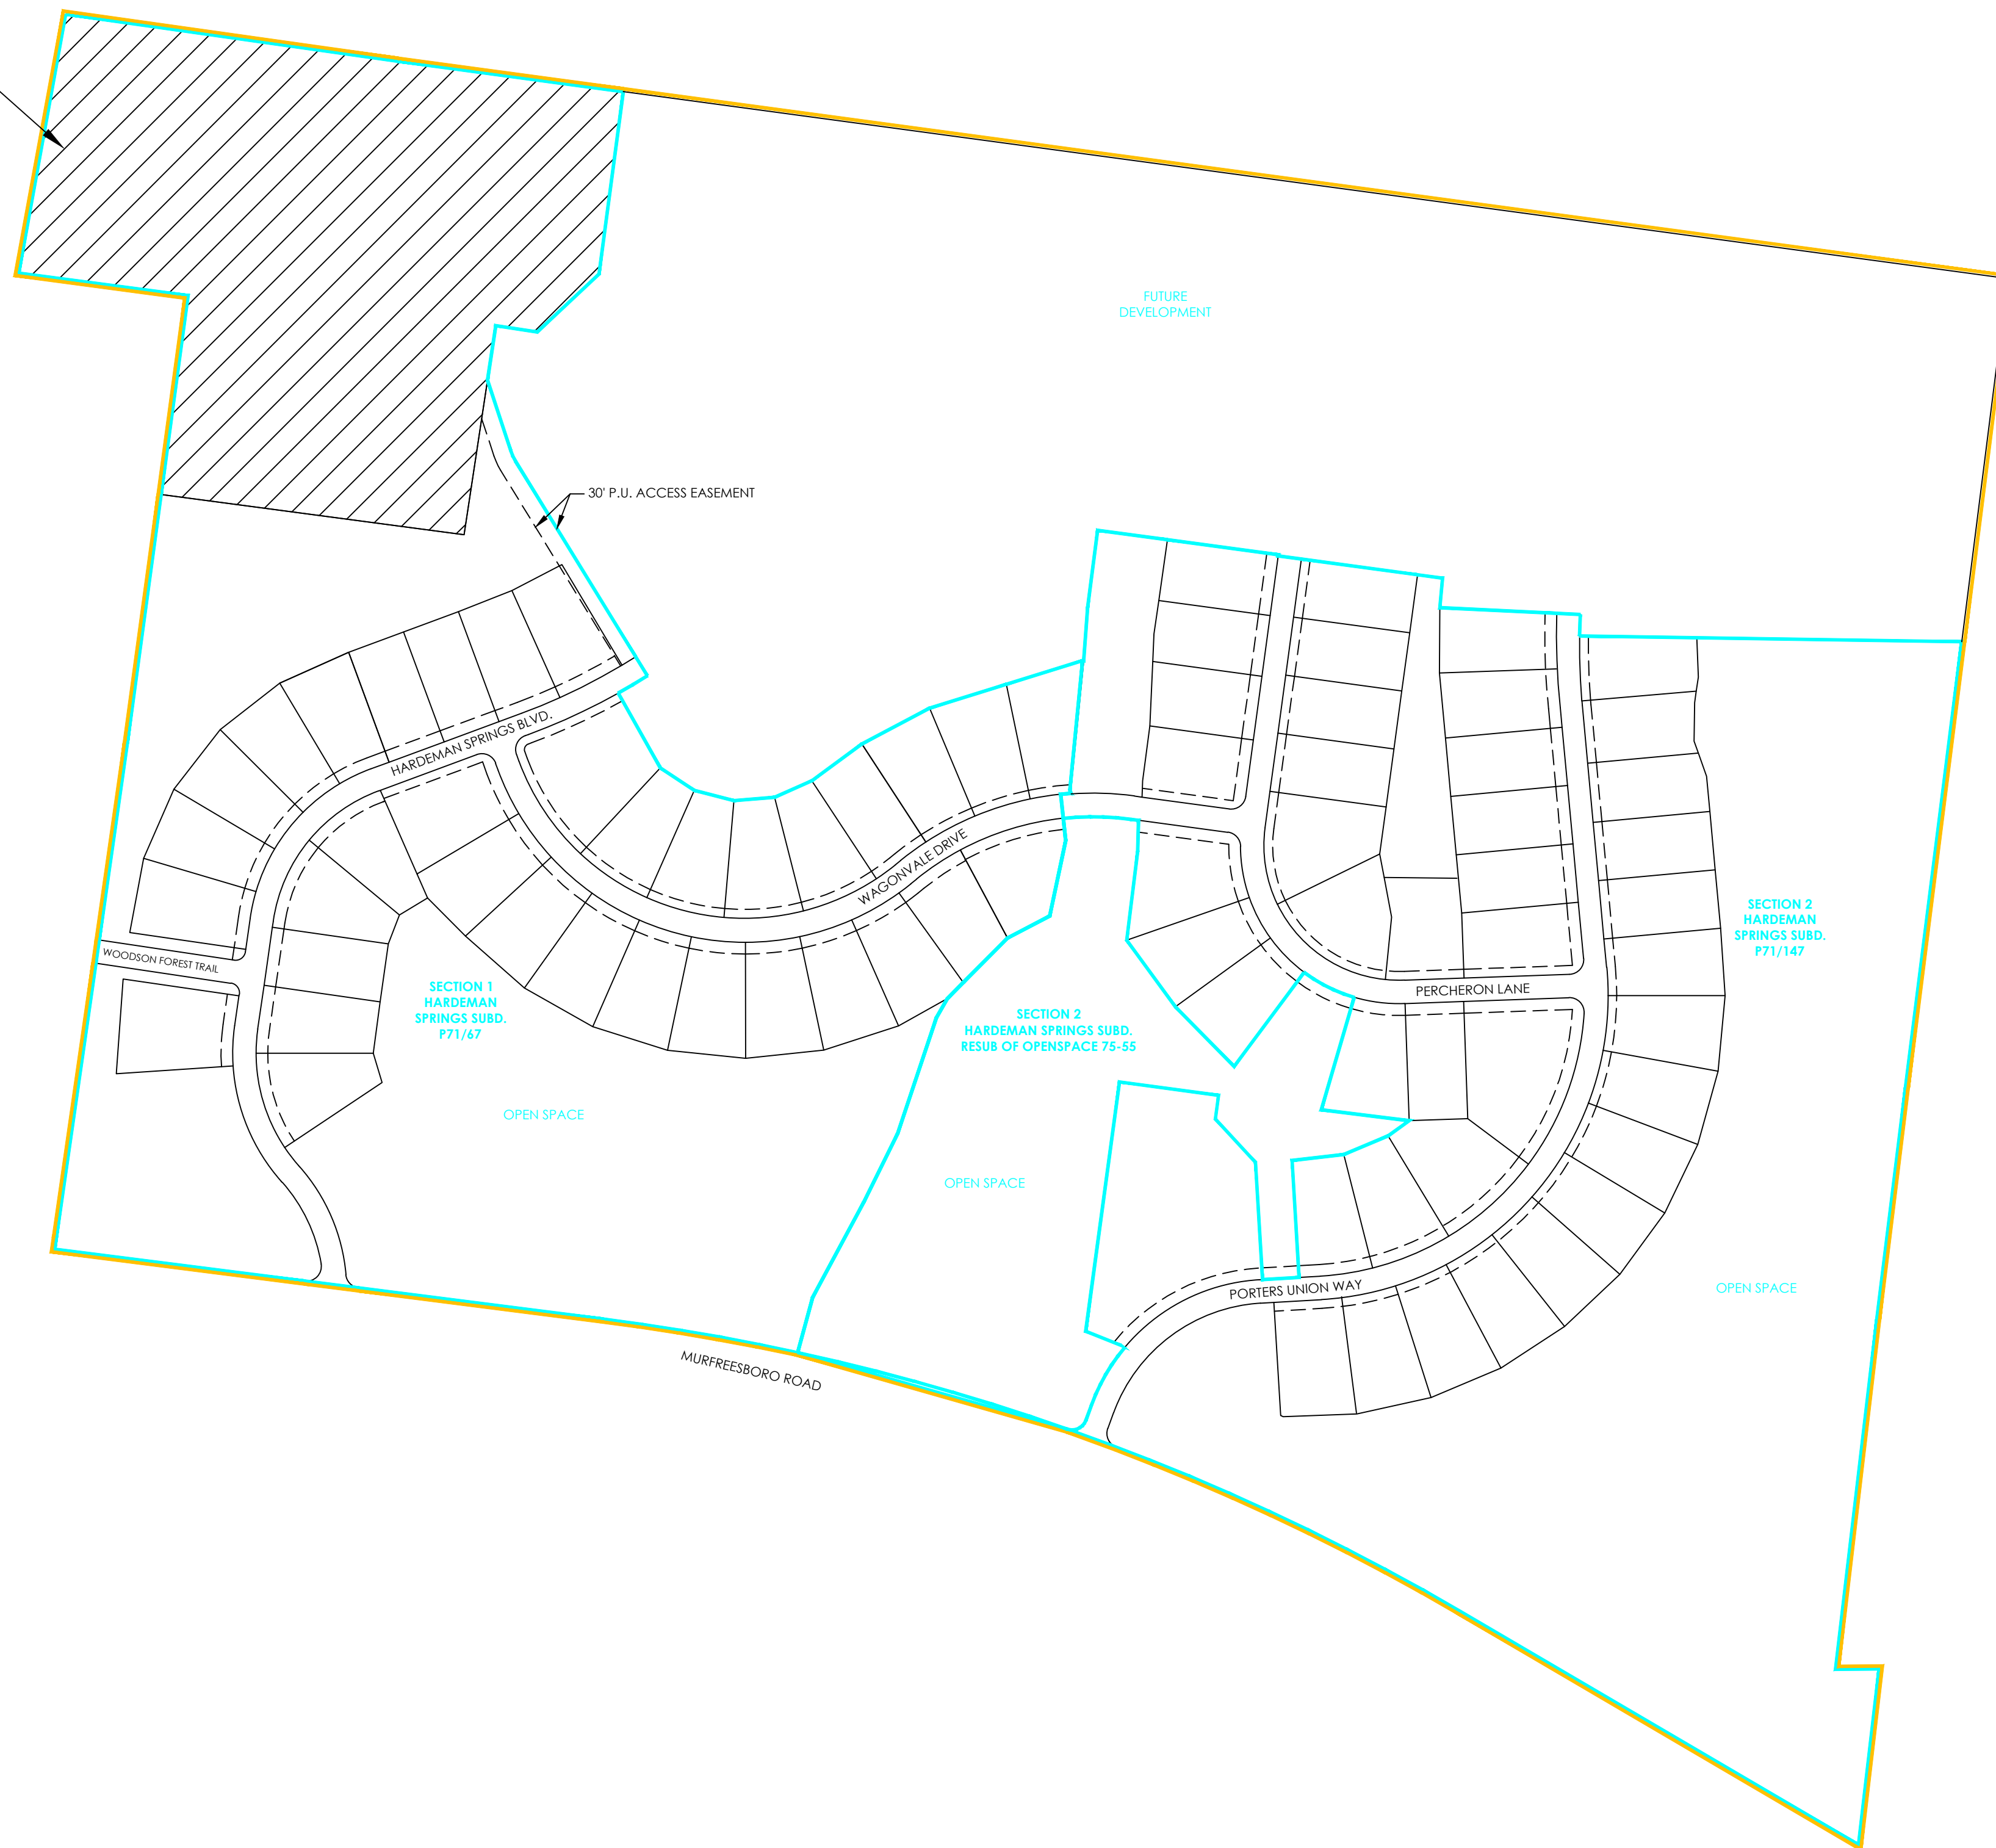 FUTURE
DEVELOPMENT
30' P.U. ACCESS EASEMENT
HARDEMAN SPRINGS BLVD.
WAGONVALE DRIVE
WOODSON FOREST TRAIL
SECTION 1
HARDEMAN
SPRINGS SUBD.
P71/67
SECTION 2
HARDEMAN
SPRINGS SUBD.
P71/147
PERCHERON LANE
SECTION 2
HARDEMAN SPRINGS SUBD.
RESUB OF OPENSPACE 75-55
OPEN SPACE
OPEN SPACE
OPEN SPACE
PORTERS UNION WAY
MURFREESBORO ROAD